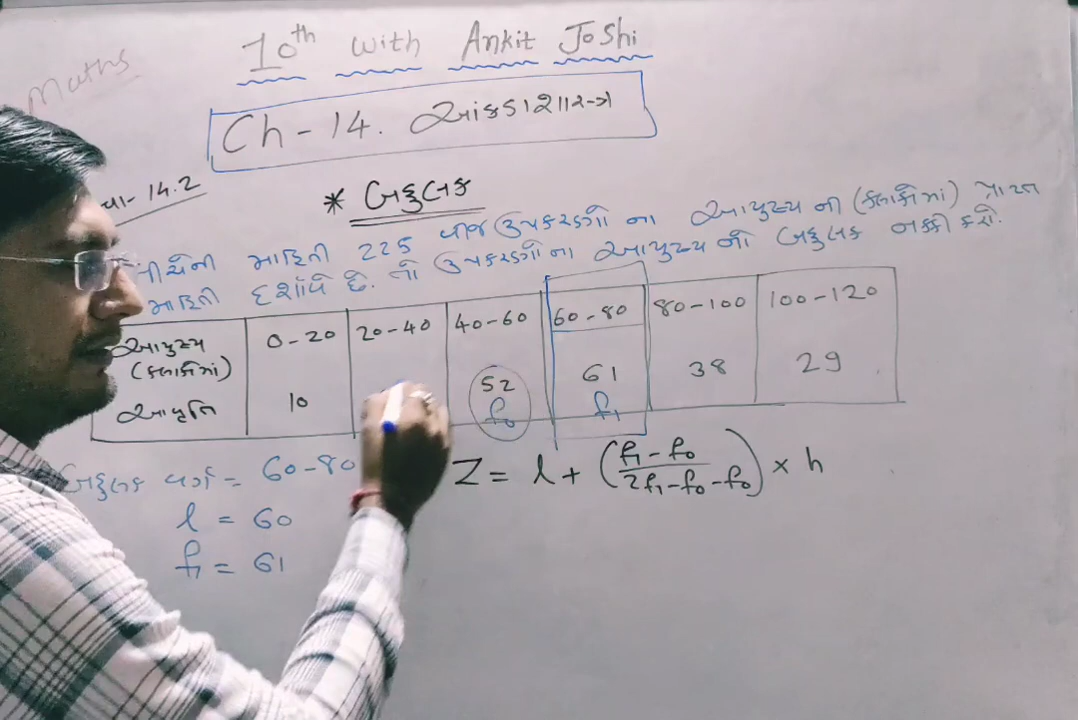 Maths
10th with Ankit Joshi
Ch - 14. આંકડાશાસ્ત્ર
14.2
* બહુલક
માહિતી 225 વીજ ઉપકરણો ના આયુષ્ય ની (કલાકોમાં) પ્રાપ્ત
માહિતી દર્શાવે છે. તો ઉપકરણોના આયુષ્ય નો બહુલક નક્કી કરો.
આયુષ્ય (કલાકોમાં) 0-20 20-40 40-60 60-80 80-100 100-120
આવૃત્તિ 10 52 61 38 29
f₀ f₁
બહુલક વર્ગ = 60-80
Z = l + (f₁ - f₀ / 2f₁ - f₀ - f₀) × h
l = 60
f₁ = 61